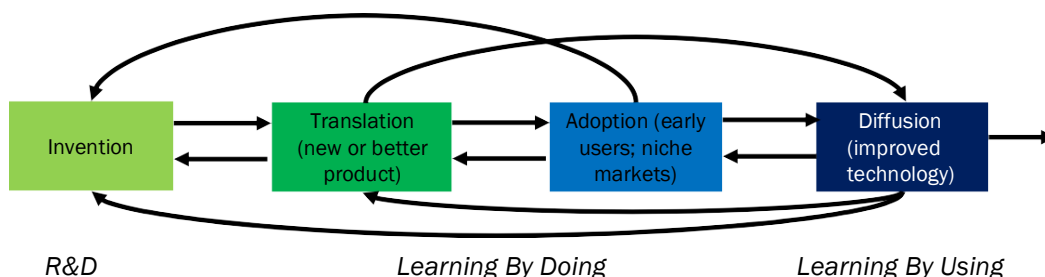 Invention
Translation
(new or better
product)
Adoption (early
users; niche
markets)
Diffusion
(improved
technology)
R&D
Learning By Doing
Learning By Using